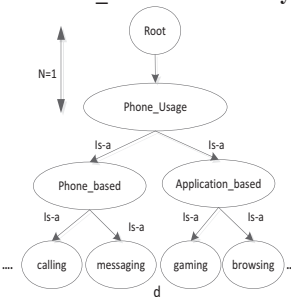 Root
N=1
Phone_Usage
Is-a Is-a
Phone_based Application_based
Is-a Is-a Is-a Is-a
.... calling messaging gaming browsing ..
d